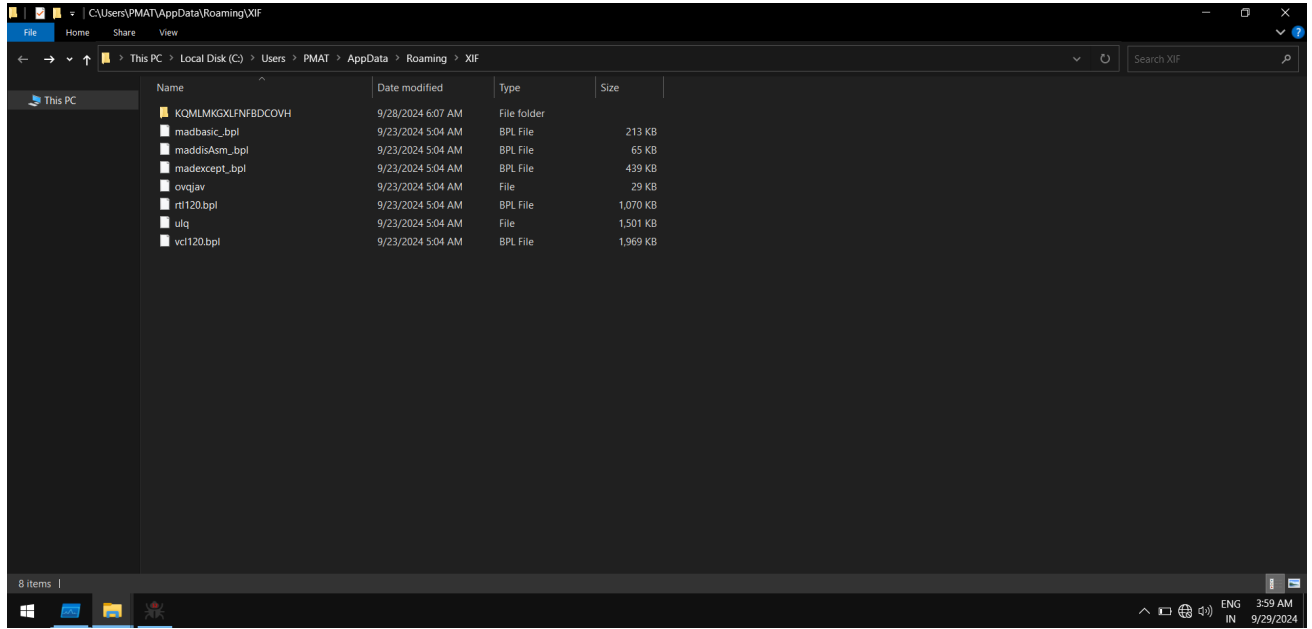 C:\Users\PMAT\AppData\Roaming\XIF
File Home Share View
This PC > Local Disk (C:) > Users > PMAT > AppData > Roaming > XIF
Search XIF
This PC
Name Date modified Type Size
KQMLMKGXLFNFBDCOVH 9/28/2024 6:07 AM File folder
madbasic_.bpl 9/23/2024 5:04 AM BPL File 213 KB
maddisAsm_.bpl 9/23/2024 5:04 AM BPL File 65 KB
madexcept_.bpl 9/23/2024 5:04 AM BPL File 439 KB
ovqjav 9/23/2024 5:04 AM File 29 KB
rtl120.bpl 9/23/2024 5:04 AM BPL File 1,070 KB
ulq 9/23/2024 5:04 AM File 1,501 KB
vcl120.bpl 9/23/2024 5:04 AM BPL File 1,969 KB
8 items
ENG 3:59 AM
IN 9/29/2024